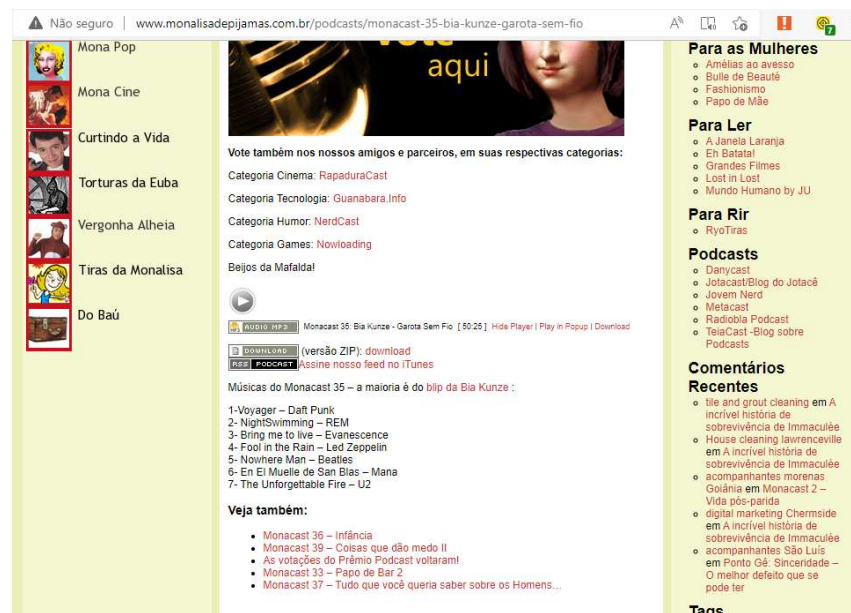 Não seguro
www.monalisadepijamas.com.br/podcasts/monacast-35-bia-kunze-garota-sem-fio
7
Mona Pop
Mona Cine
Curtindo a Vida
Torturas da Euba
Vergonha Alheia
Tiras da Monalisa
Do Baú
vote
aqui
Vote também nos nossos amigos e parceiros, em suas respectivas categorias:
Categoria Cinema: RapaduraCast
Categoria Tecnologia: Guanabara.Info
Categoria Humor: NerdCast
Categoria Games: Nowloading
Beijos da Mafalda!
AUDIO MP3 Monacast 35: Bia Kunze - Garota Sem Fio [ 50:25 ] Hide Player | Play in Popup | Download
DOWNLOAD (versão ZIP): download
RSS PODCAST Assine nosso feed no iTunes
Músicas do Monacast 35 – a maioria é do blip da Bia Kunze :
1-Voyager – Daft Punk
2- NightSwimming – REM
3- Bring me to live – Evanescence
4- Fool in the Rain – Led Zeppelin
5- Nowhere Man – Beatles
6- En El Muelle de San Blas – Mana
7- The Unforgettable Fire – U2
Veja também:
Monacast 36 – Infância
Monacast 39 – Coisas que dão medo II
As votações do Prêmio Podcast voltaram!
Monacast 33 – Papo de Bar 2
Monacast 37 – Tudo que você queria saber sobre os Homens…
Para as Mulheres
Amélias ao avesso
Bulle de Beauté
Fashionismo
Papo de Mãe
Para Ler
A Janela Laranja
Eh Batata!
Grandes Filmes
Lost in Lost
Mundo Humano by JU
Para Rir
RyoTiras
Podcasts
Danycast
Jotacast/Blog do Jotacê
Jovem Nerd
Metacast
Radiobla Podcast
TeiaCast -Blog sobre
Podcasts
Comentários
Recentes
tile and grout cleaning em A
incrível história de
sobrevivência de Immaculèe
House cleaning lawrenceville
em A incrível história de
sobrevivência de Immaculèe
acompanhantes morenas
Goiânia em Monacast 2 –
Vida pós-parida
digital marketing Chermside
em A incrível história de
sobrevivência de Immaculèe
acompanhantes São Luís
em Ponto Gê: Sinceridade –
O melhor defeito que se
pode ter
Tags